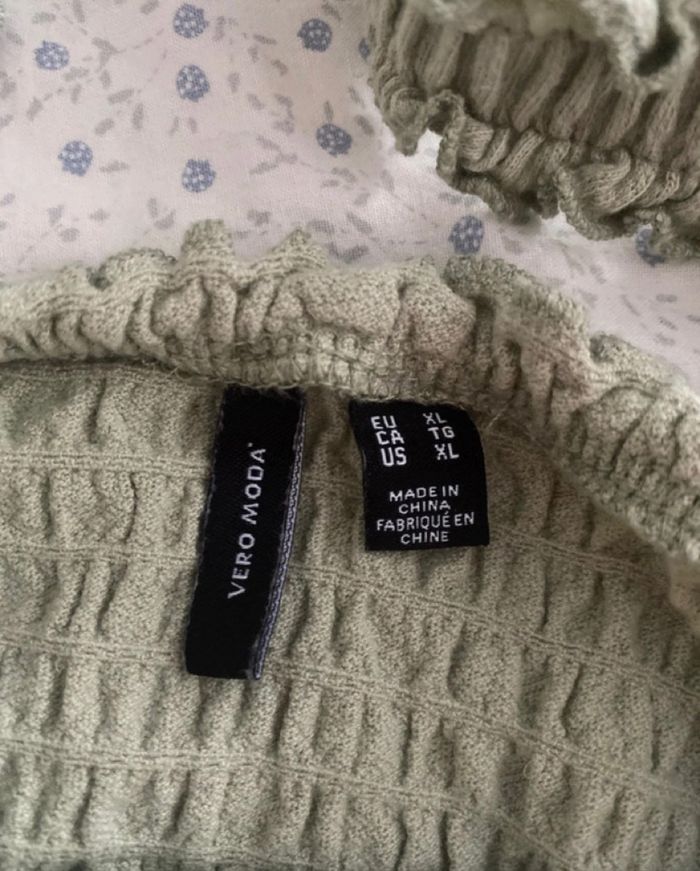 VERO MODA
EU XL
CA TG
US XL
MADE IN
CHINA
FABRIQUÉ EN
CHINE